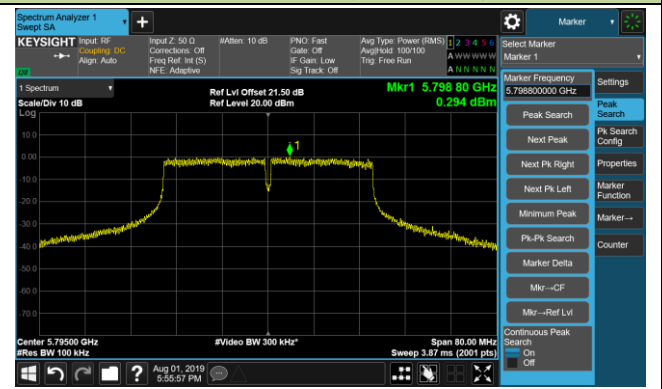 Spectrum Analyzer 1
Swept SA
+
Marker
KEYSIGHT
Input: RF
Coupling: DC
Align: Auto
Input Z: 50 Ω
Corrections: Off
Freq Ref: Int (S)
NFE: Adaptive
#Atten: 10 dB
PNO: Fast
Gate: Off
IF Gain: Low
Sig Track: Off
Avg Type: Power (RMS)
Avg|Hold: 100/100
Trig: Free Run
1 2 3 4 5 6
A W W W W W
A N N N N N
Select Marker
Marker 1
LXI
1 Spectrum
Scale/Div 10 dB
Log
Ref Lvl Offset 21.50 dB
Ref Level 20.00 dBm
Mkr1 5.798 80 GHz
0.294 dBm
10.0
0.00
-10.0
-20.0
-30.0
-40.0
-50.0
-60.0
-70.0
1
Center 5.79500 GHz
#Res BW 100 kHz
#Video BW 300 kHz*
Span 80.00 MHz
Sweep 3.87 ms (2001 pts)
Marker Frequency
5.798800000 GHz
Peak Search
Next Peak
Next Pk Right
Next Pk Left
Minimum Peak
Pk-Pk Search
Marker Delta
Mkr→CF
Mkr→Ref Lvl
Continuous Peak
Search
On
Off
Settings
Peak
Search
Pk Search
Config
Properties
Marker
Function
Marker→
Counter
?
Aug 01, 2019
5:55:57 PM